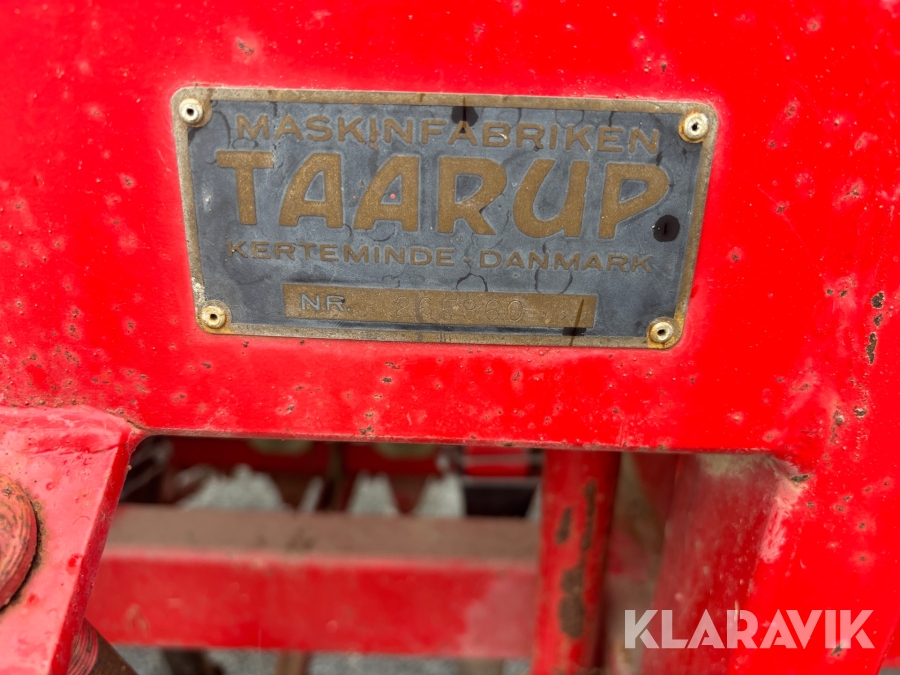 MASKINFABRIKEN
TAARUP
KERTEMINDE · DANMARK
NR.
KLARAVIK